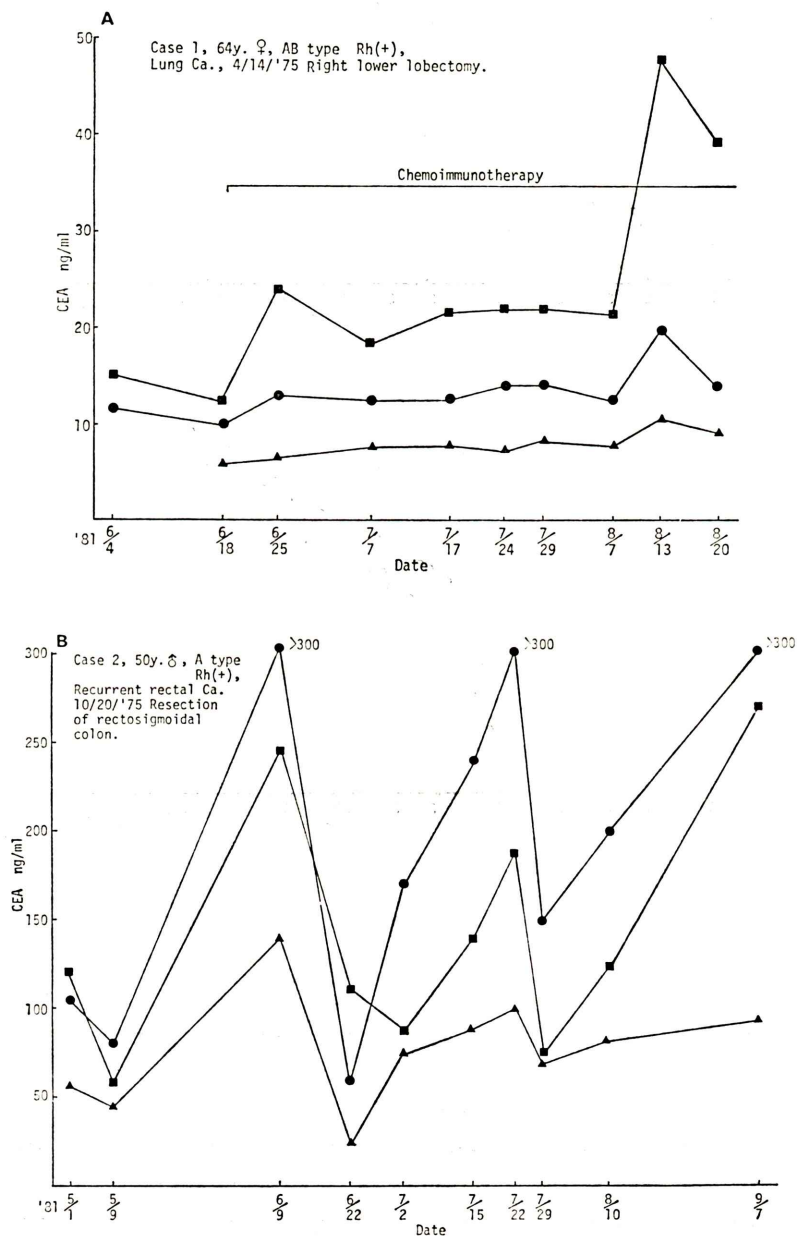 A
Case 1, 64y. ♀, AB type Rh(+),
Lung Ca., 4/14/'75 Right lower lobectomy.
Chemoimmunotherapy
CEA ng/ml
50
40
30
20
10
'81 6/4 6/18 6/25 7/7 7/17 7/24 7/29 8/7 8/13 8/20
Date
B
Case 2, 50y. ♂, A type
Rh(+),
Recurrent rectal Ca.
10/20/'75 Resection
of rectosigmoidal
colon.
>300 >300 >300
CEA ng/ml
300
250
200
150
100
50
'81 5/1 5/9 6/9 6/22 7/2 7/15 7/22 7/29 8/10 9/7
Date